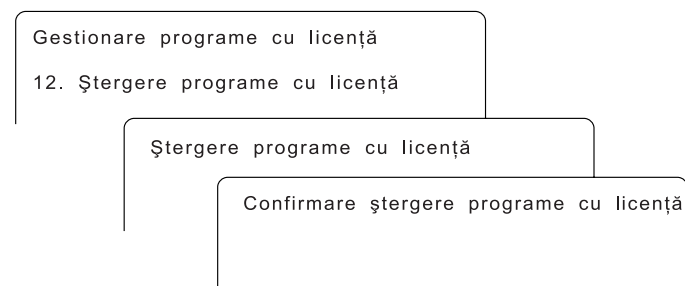 Gestionare programe cu licență
12. Ştergere programe cu licență
Ştergere programe cu licență
Confirmare ştergere programe cu licență